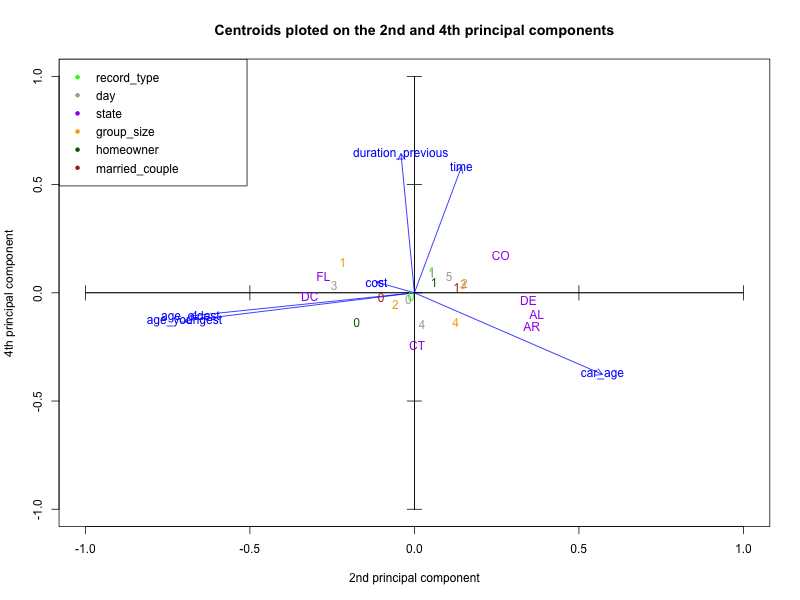 Centroids ploted on the 2nd and 4th principal components
record_type
day
state
group_size
homeowner
married_couple
1.0
0.5
0.0
-0.5
-1.0
4th principal component
duration_previous
time
CO
1
FL
3
cost
1
5
1
1
2
DC
0
0
0
2
DE
age_oldest
age_youngest
0
4
4
AL
AR
CT
car_age
-1.0 -0.5 0.0 0.5 1.0
2nd principal component